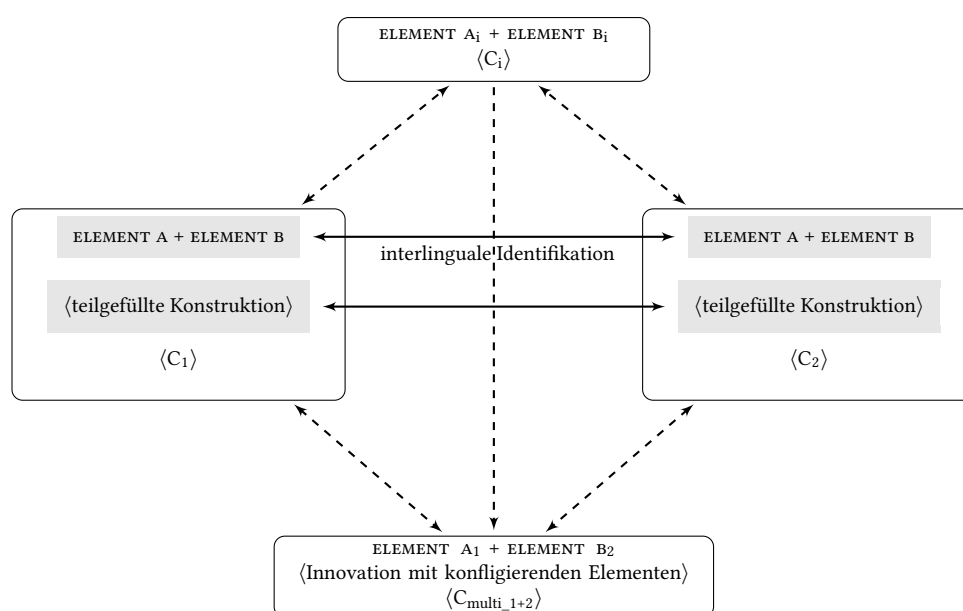 ELEMENT Aᵢ + ELEMENT Bᵢ
⟨Cᵢ⟩
ELEMENT A + ELEMENT B
interlinguale Identifikation
ELEMENT A + ELEMENT B
⟨teilgefüllte Konstruktion⟩
⟨teilgefüllte Konstruktion⟩
⟨C₁⟩
⟨C₂⟩
ELEMENT A₁ + ELEMENT B₂
⟨Innovation mit konfligierenden Elementen⟩
⟨C_multi_1+2⟩